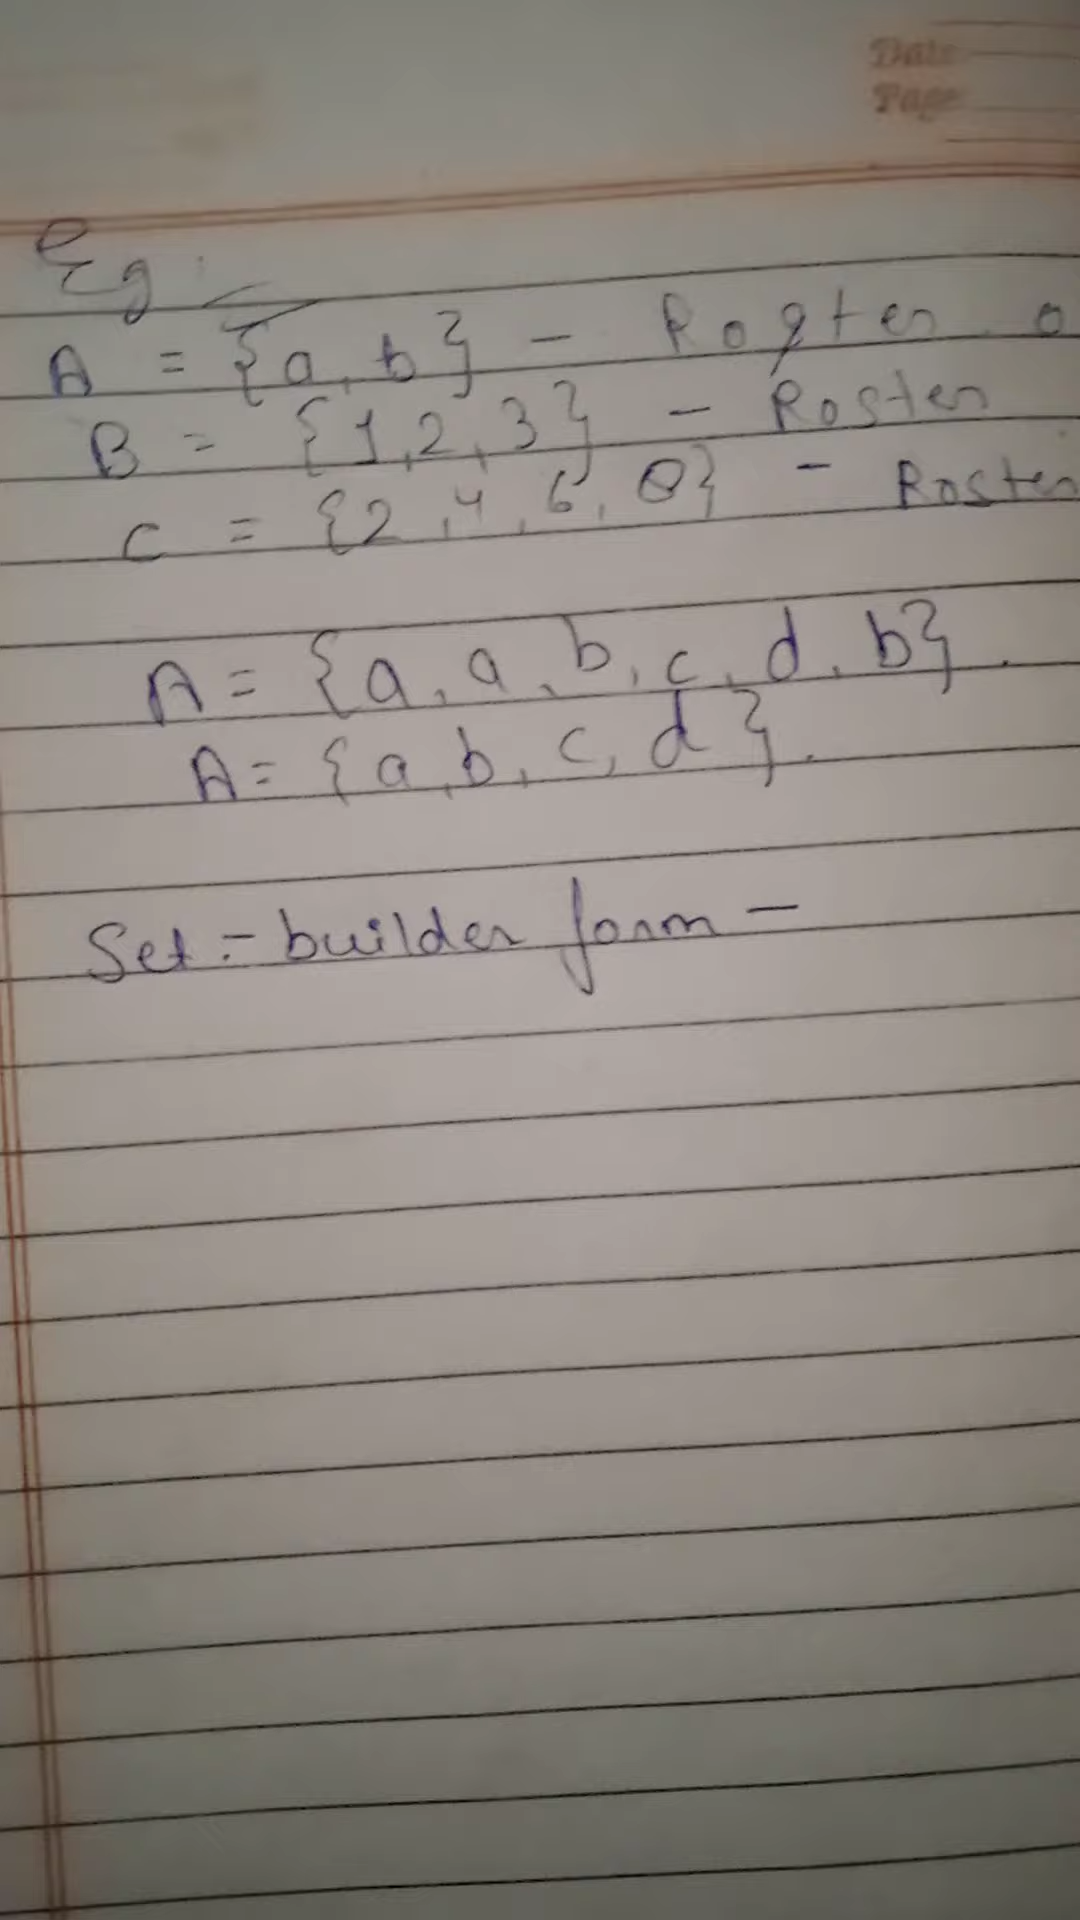 Date
Page
Eg :
A = {a, b} - Roster o
B = {1, 2, 3} - Roster
C = {2, 4, 6, 8} - Roster
A = {a, a, b, c, d, b}.
A = {a, b, c, d}.
Set - builder form -